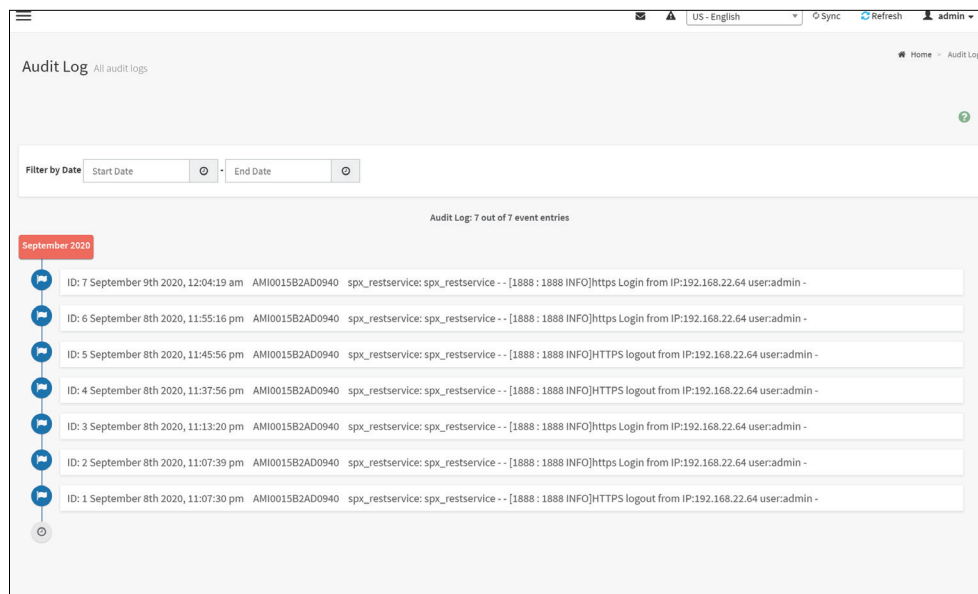 US - English Sync Refresh admin
Audit Log All audit logs
Home > Audit Log
Filter by Date Start Date - End Date
Audit Log: 7 out of 7 event entries
September 2020
ID: 7 September 9th 2020, 12:04:19 am AMI0015B2AD0940 spx_restservice: spx_restservice - - [1888 : 1888 INFO]https Login from IP:192.168.22.64 user:admin -
ID: 6 September 8th 2020, 11:55:16 pm AMI0015B2AD0940 spx_restservice: spx_restservice - - [1888 : 1888 INFO]https Login from IP:192.168.22.64 user:admin -
ID: 5 September 8th 2020, 11:45:56 pm AMI0015B2AD0940 spx_restservice: spx_restservice - - [1888 : 1888 INFO]HTTPS logout from IP:192.168.22.64 user:admin -
ID: 4 September 8th 2020, 11:37:56 pm AMI0015B2AD0940 spx_restservice: spx_restservice - - [1888 : 1888 INFO]HTTPS logout from IP:192.168.22.64 user:admin -
ID: 3 September 8th 2020, 11:13:20 pm AMI0015B2AD0940 spx_restservice: spx_restservice - - [1888 : 1888 INFO]https Login from IP:192.168.22.64 user:admin -
ID: 2 September 8th 2020, 11:07:39 pm AMI0015B2AD0940 spx_restservice: spx_restservice - - [1888 : 1888 INFO]https Login from IP:192.168.22.64 user:admin -
ID: 1 September 8th 2020, 11:07:30 pm AMI0015B2AD0940 spx_restservice: spx_restservice - - [1888 : 1888 INFO]HTTPS logout from IP:192.168.22.64 user:admin -